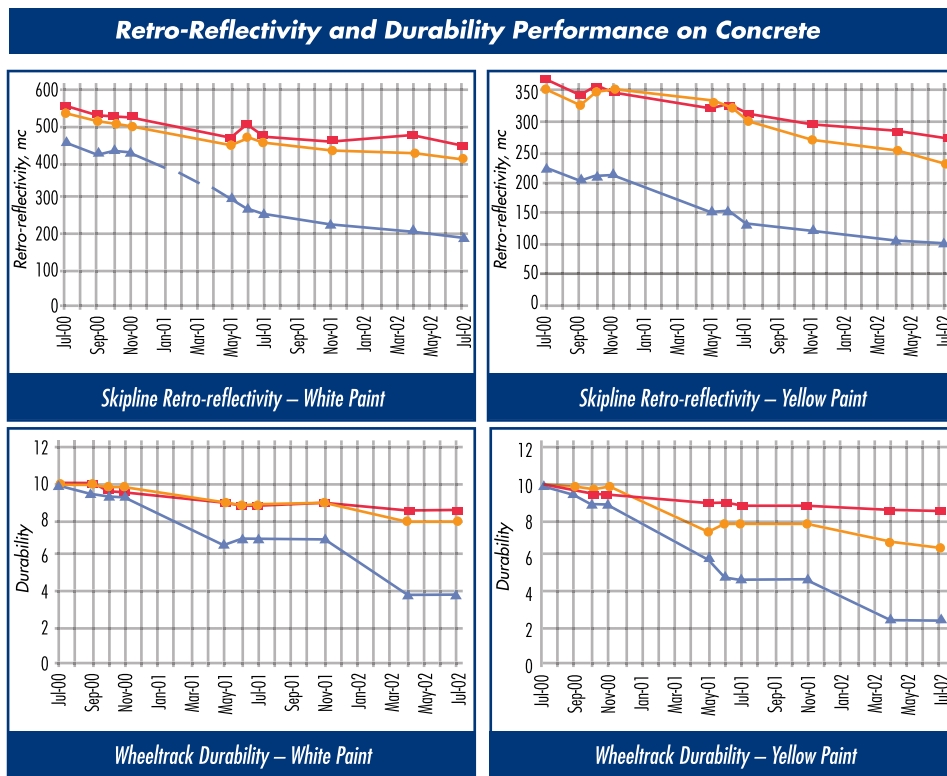 Retro-Reflectivity and Durability Performance on Concrete
Retro-reflectivity, mc
600
500
400
300
200
100
0
Jul-00 Sep-00 Nov-00 Jan-01 Mar-01 May-01 Jul-01 Sep-01 Nov-01 Jan-02 Mar-02 May-02 Jul-02
Skipline Retro-reflectivity – White Paint
Retro-reflectivity, mc
350
300
250
200
150
100
50
0
Jul-00 Sep-00 Nov-00 Jan-01 Mar-01 May-01 Jul-01 Sep-01 Nov-01 Jan-02 Mar-02 May-02 Jul-02
Skipline Retro-reflectivity – Yellow Paint
Durability
12
10
8
6
4
2
0
Jul-00 Sep-00 Nov-00 Jan-01 Mar-01 May-01 Jul-01 Sep-01 Nov-01 Jan-02 Mar-02 May-02 Jul-02
Wheeltrack Durability – White Paint
Durability
12
10
8
6
4
2
0
Jul-00 Sep-00 Nov-00 Jan-01 Mar-01 May-01 Jul-01 Sep-01 Nov-01 Jan-02 Mar-02 May-02 Jul-02
Wheeltrack Durability – Yellow Paint